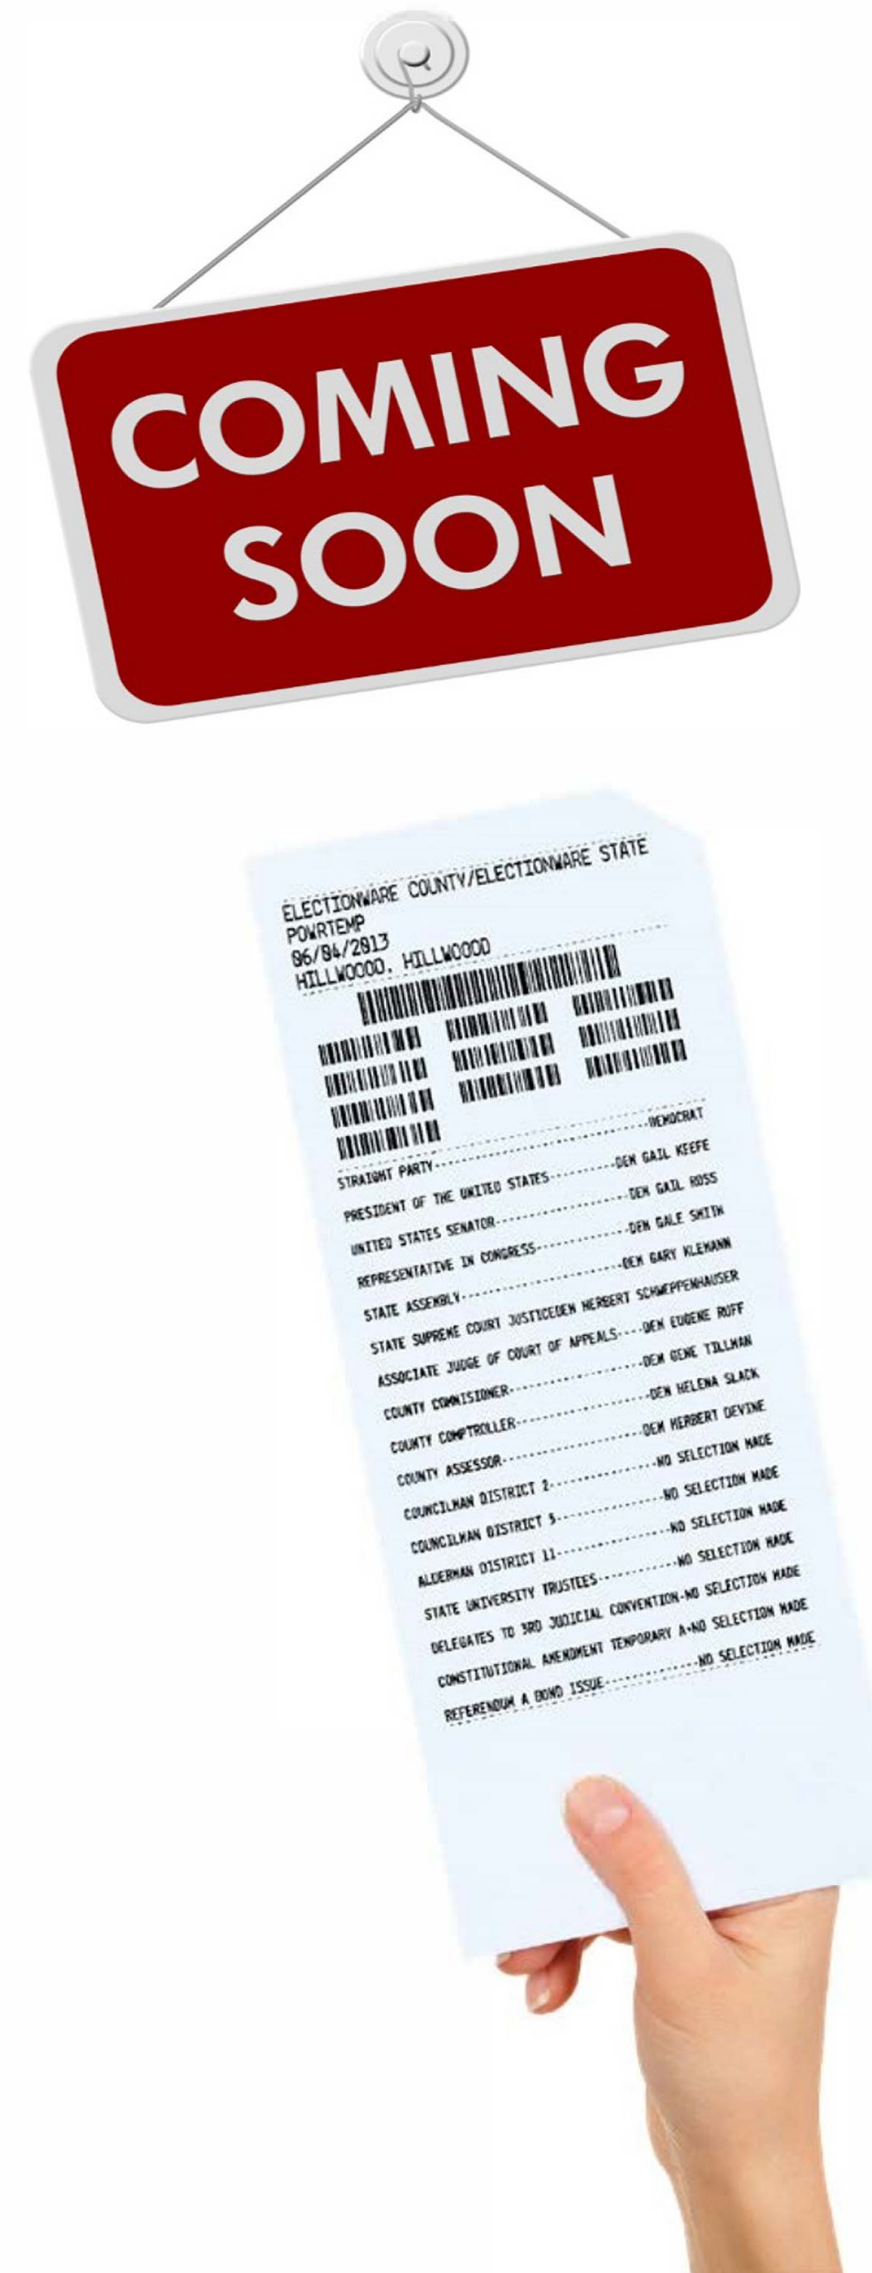 COMING
SOON
ELECTIONWARE COUNTY/ELECTIONWARE STATE
POWRTEMP
06/04/2013
HILLWOOOD, HILLWOOOD
STRAIGHT PARTY------------------------------DEMOCRAT
PRESIDENT OF THE UNITED STATES---------DEM GAIL KEEFE
UNITED STATES SENATOR------------------DEM GAIL ROSS
REPRESENTATIVE IN CONGRESS------------DEM GALE SMITH
STATE ASSEMBLY----------------------DEM GARY KLEMANN
STATE SUPREME COURT JUSTICEDEM HERBERT SCHWEPPENHAUSER
ASSOCIATE JUDGE OF COURT OF APPEALS----DEM EUGENE RUFF
COUNTY COMMISIONER------------------DEM GENE TILLMAN
COUNTY COMPTROLLER------------------DEM HELENA SLACK
COUNTY ASSESSOR-------------------DEM HERBERT DEVINE
COUNCILMAN DISTRICT 2--------------NO SELECTION MADE
COUNCILMAN DISTRICT 5--------------NO SELECTION MADE
ALDERMAN DISTRICT 11---------------NO SELECTION MADE
STATE UNIVERSITY TRUSTEES----------NO SELECTION MADE
DELEGATES TO 3RD JUDICIAL CONVENTION-NO SELECTION MADE
CONSTITUTIONAL AMENDMENT TEMPORARY A-NO SELECTION MADE
REFERENDUM A BOND ISSUE-------------NO SELECTION MADE